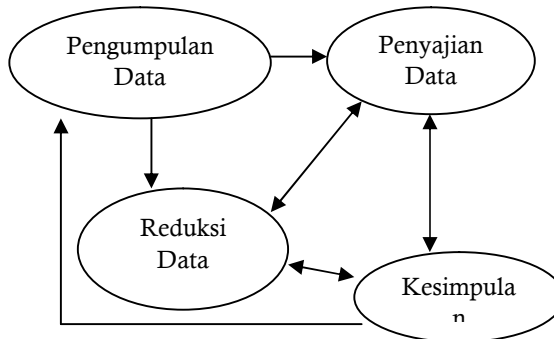 Pengumpulan
Data
Penyajian
Data
Reduksi
Data
Kesimpula
n